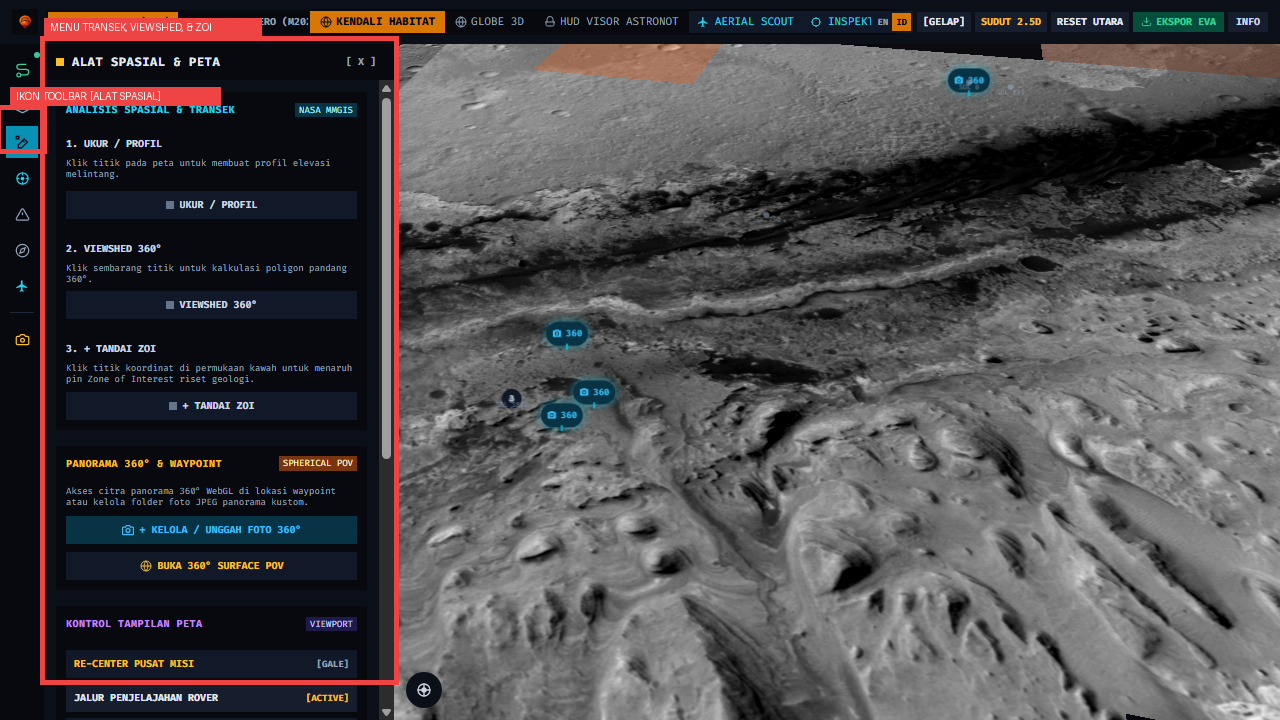 MENU TRANSEK, VIEWSHED, & ZOI
ERO (M20
KENDALI HABITAT
GLOBE 3D
HUD VISOR ASTRONOT
AERIAL SCOUT
INSPEKT
EN
ID
[GELAP]
SUDUT 2.5D
RESET UTARA
EKSPOR EVA
INFO
ALAT SPASIAL & PETA
[ X ]
IKON TOOLBAR [ALAT SPASIAL]
ANALISIS SPASIAL & TRANSEK
NASA MMGIS
1. UKUR / PROFIL
Klik titik pada peta untuk membuat profil elevasi
melintang.
UKUR / PROFIL
2. VIEWSHED 360°
Klik sembarang titik untuk kalkulasi poligon pandang
360°.
VIEWSHED 360°
3. + TANDAI ZOI
Klik titik koordinat di permukaan kawah untuk menaruh
pin Zone of Interest riset geologi.
+ TANDAI ZOI
PANORAMA 360° & WAYPOINT
SPHERICAL POV
Akses citra panorama 360° WebGL di lokasi waypoint
atau kelola folder foto JPEG panorama kustom.
+ KELOLA / UNGGAH FOTO 360°
BUKA 360° SURFACE POV
KONTROL TAMPILAN PETA
VIEWPORT
RE-CENTER PUSAT MISI
[GALE]
JALUR PENJELAJAHAN ROVER
[ACTIVE]
360
360
360
360